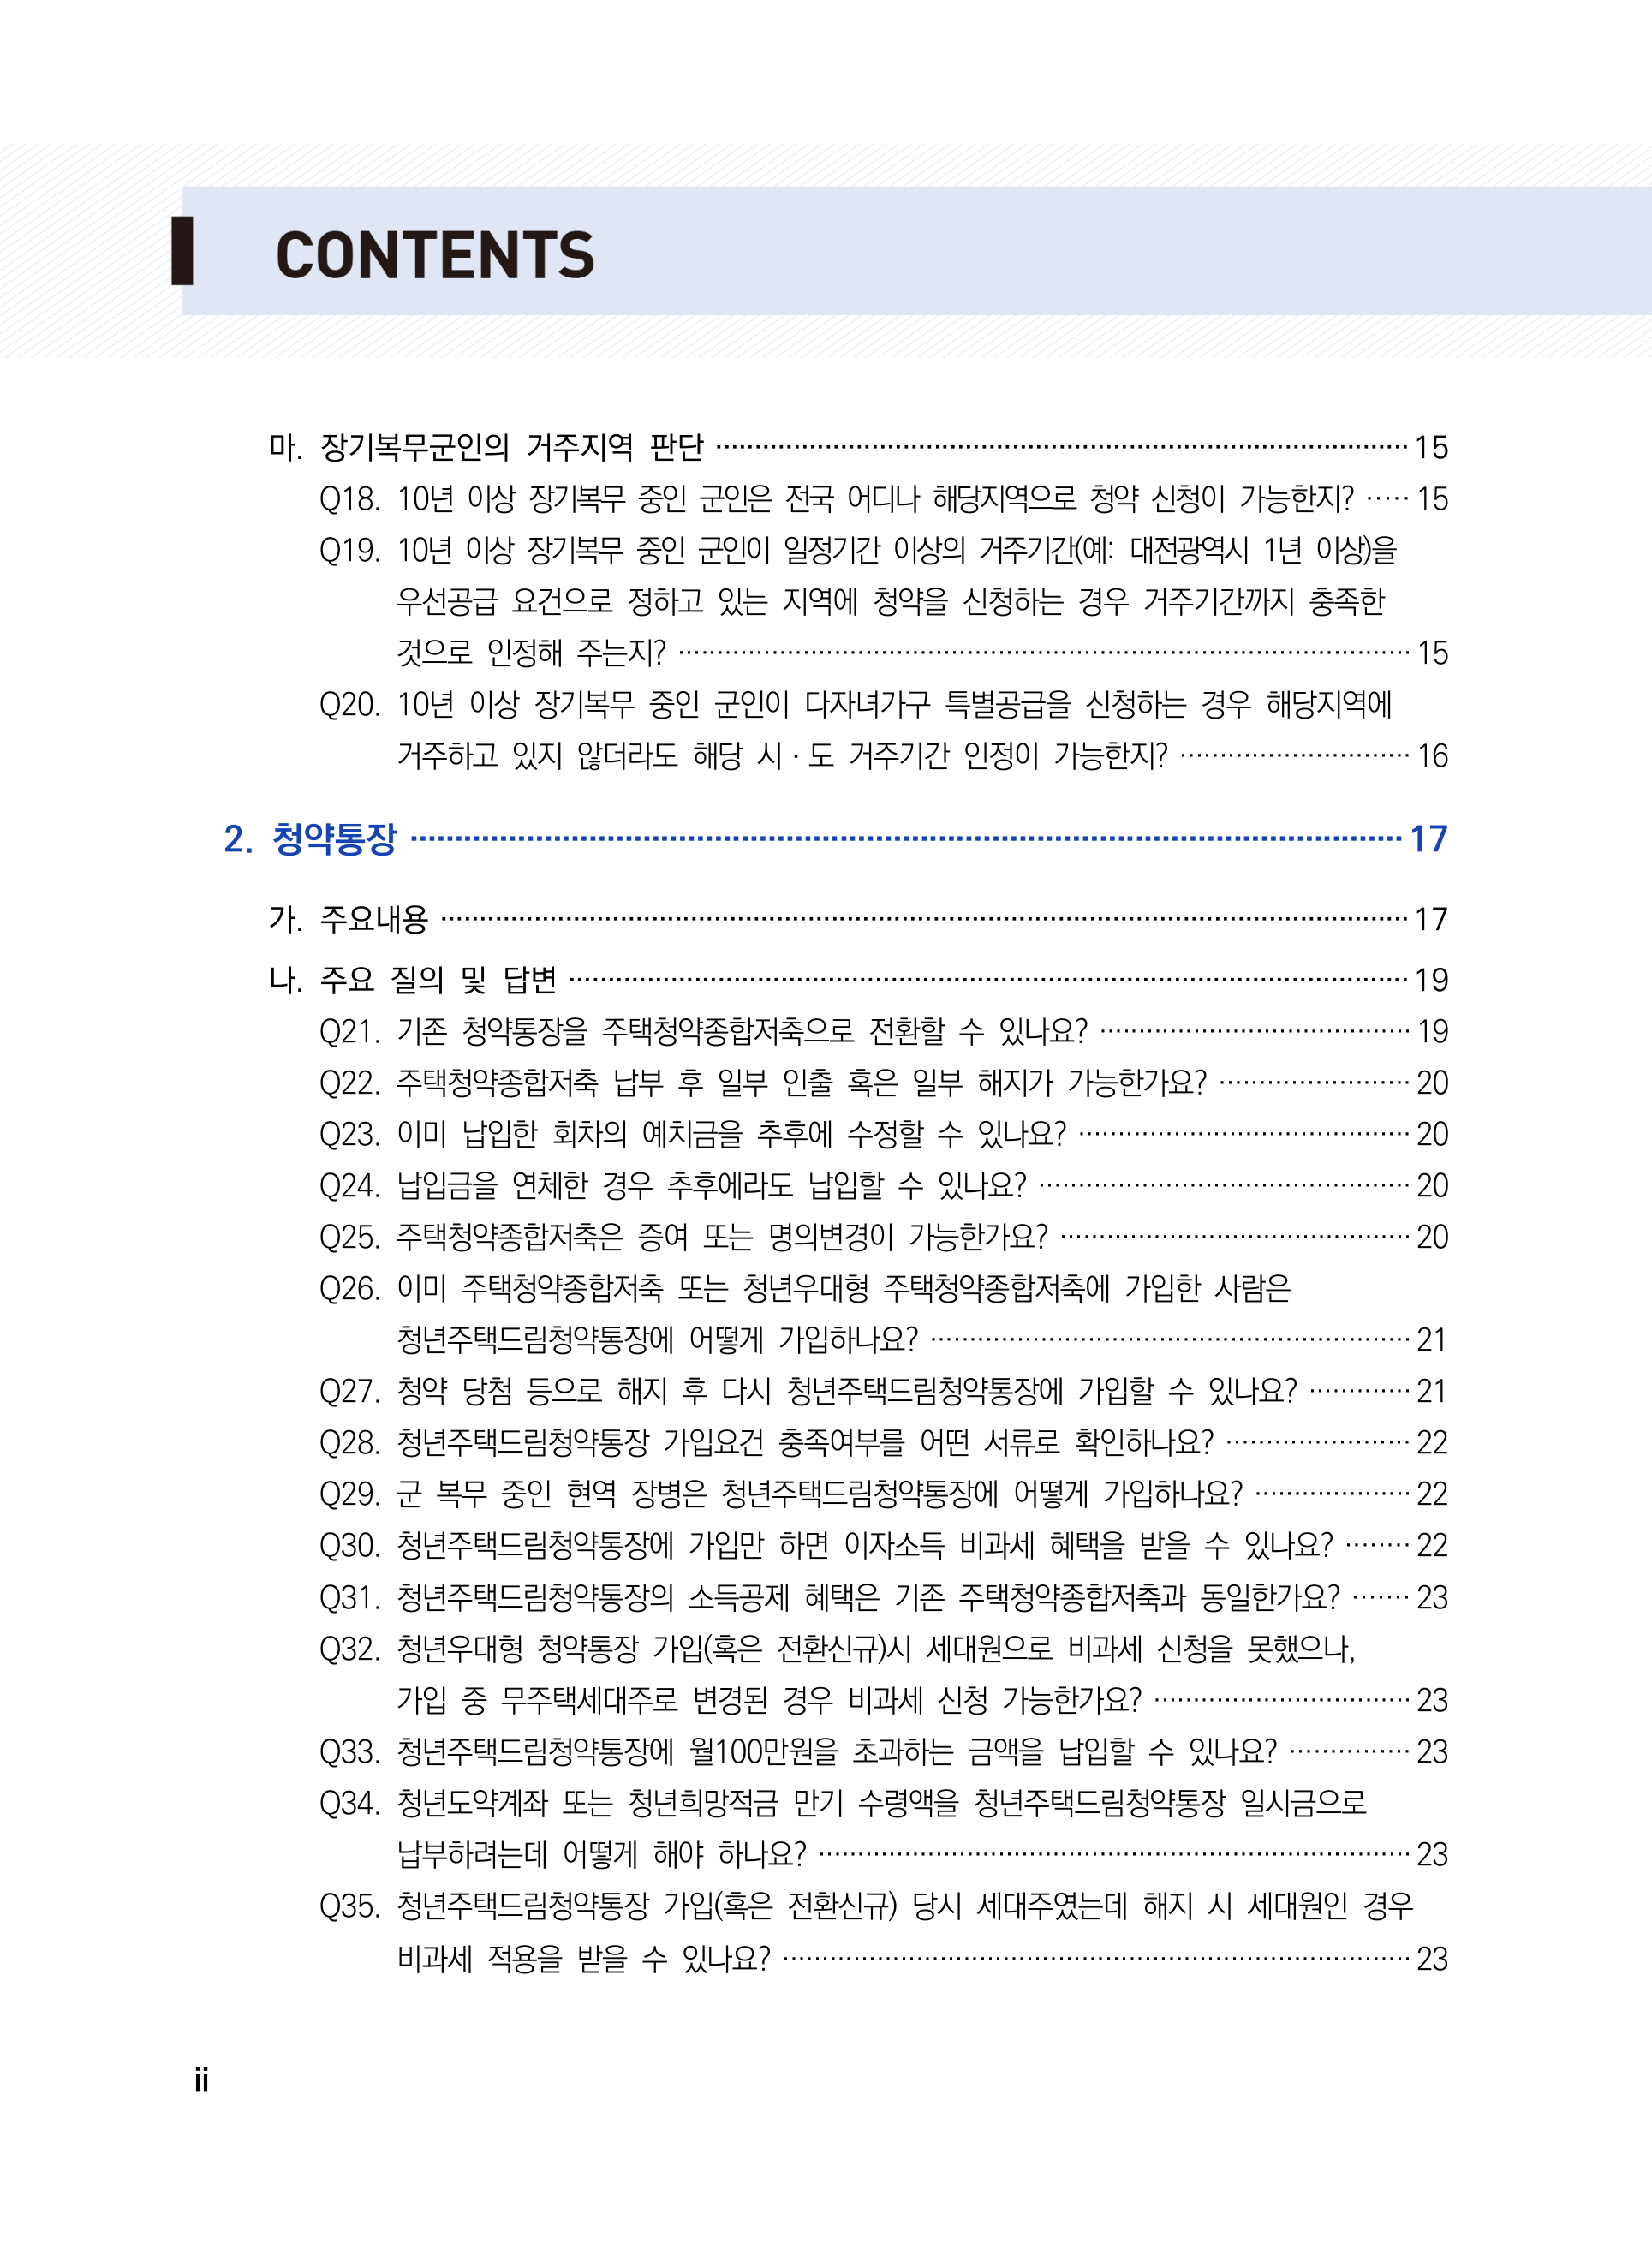 CONTENTS
마. 장기복무군인의 거주지역 판단 ········ 15
Q18. 10년 이상 장기복무 중인 군인은 전국 어디나 해당지역으로 청약 신청이 가능한지? ····· 15
Q19. 10년 이상 장기복무 중인 군인이 일정기간 이상의 거주기간(예: 대전광역시 1년 이상)을
우선공급 요건으로 정하고 있는 지역에 청약을 신청하는 경우 거주기간까지 충족한
것으로 인정해 주는지? ········ 15
Q20. 10년 이상 장기복무 중인 군인이 다자녀가구 특별공급을 신청하는 경우 해당지역에
거주하고 있지 않더라도 해당 시·도 거주기간 인정이 가능한지? ········ 16
2. 청약통장 ········ 17
가. 주요내용 ········ 17
나. 주요 질의 및 답변 ········ 19
Q21. 기존 청약통장을 주택청약종합저축으로 전환할 수 있나요? ········ 19
Q22. 주택청약종합저축 납부 후 일부 인출 혹은 일부 해지가 가능한가요? ········ 20
Q23. 이미 납입한 회차의 예치금을 추후에 수정할 수 있나요? ········ 20
Q24. 납입금을 연체한 경우 추후에라도 납입할 수 있나요? ········ 20
Q25. 주택청약종합저축은 증여 또는 명의변경이 가능한가요? ········ 20
Q26. 이미 주택청약종합저축 또는 청년우대형 주택청약종합저축에 가입한 사람은
청년주택드림청약통장에 어떻게 가입하나요? ········ 21
Q27. 청약 당첨 등으로 해지 후 다시 청년주택드림청약통장에 가입할 수 있나요? ········ 21
Q28. 청년주택드림청약통장 가입요건 충족여부를 어떤 서류로 확인하나요? ········ 22
Q29. 군 복무 중인 현역 장병은 청년주택드림청약통장에 어떻게 가입하나요? ········ 22
Q30. 청년주택드림청약통장에 가입만 하면 이자소득 비과세 혜택을 받을 수 있나요? ········ 22
Q31. 청년주택드림청약통장의 소득공제 혜택은 기존 주택청약종합저축과 동일한가요? ······· 23
Q32. 청년우대형 청약통장 가입(혹은 전환신규)시 세대원으로 비과세 신청을 못했으나,
가입 중 무주택세대주로 변경된 경우 비과세 신청 가능한가요? ········ 23
Q33. 청년주택드림청약통장에 월100만원을 초과하는 금액을 납입할 수 있나요? ········ 23
Q34. 청년도약계좌 또는 청년희망적금 만기 수령액을 청년주택드림청약통장 일시금으로
납부하려는데 어떻게 해야 하나요? ········ 23
Q35. 청년주택드림청약통장 가입(혹은 전환신규) 당시 세대주였는데 해지 시 세대원인 경우
비과세 적용을 받을 수 있나요? ········ 23
ii